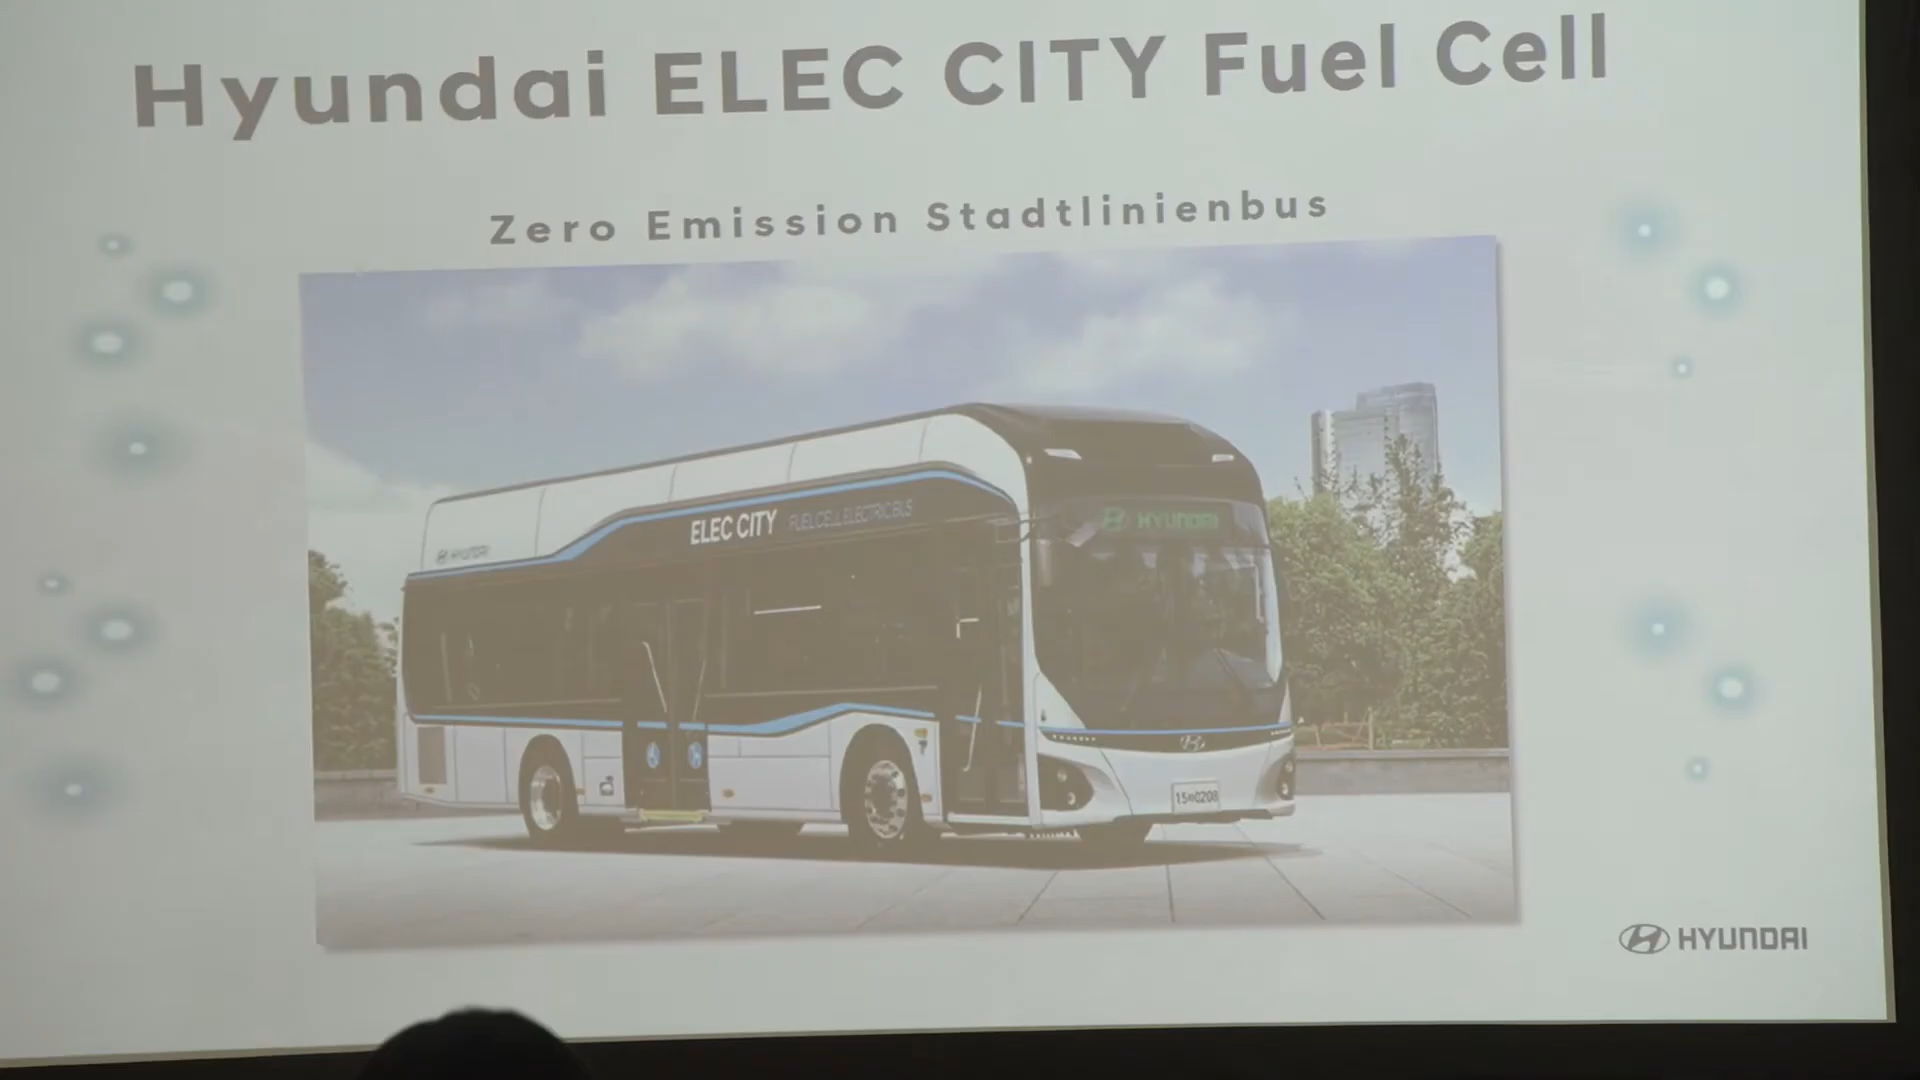 Hyundai ELEC CITY Fuel Cell
Zero Emission Stadtlinienbus
ELEC CITY FUEL CELL ELECTRIC BUS
HYUNDAI
HYUNDAI
HYUNDAI